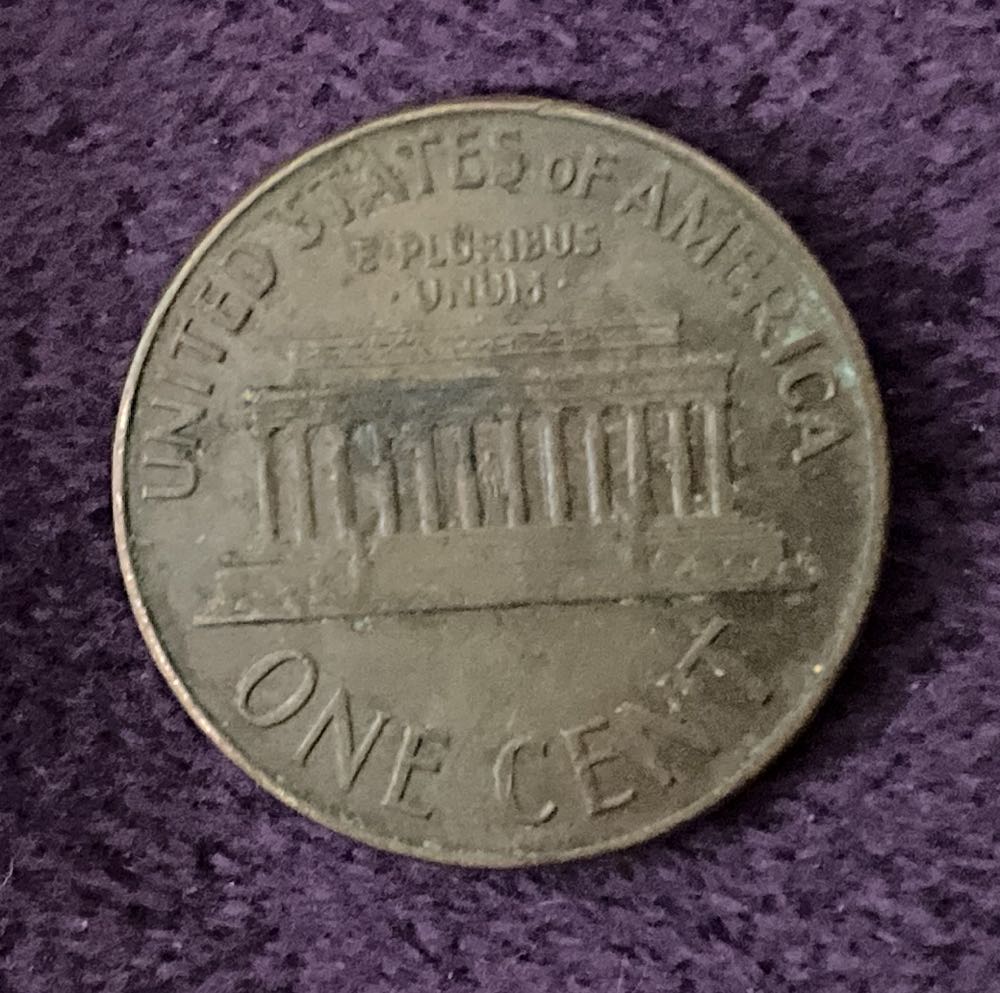 UNITED STATES OF AMERICA
E·PLURIBUS
·UNUM·
ONE CENT